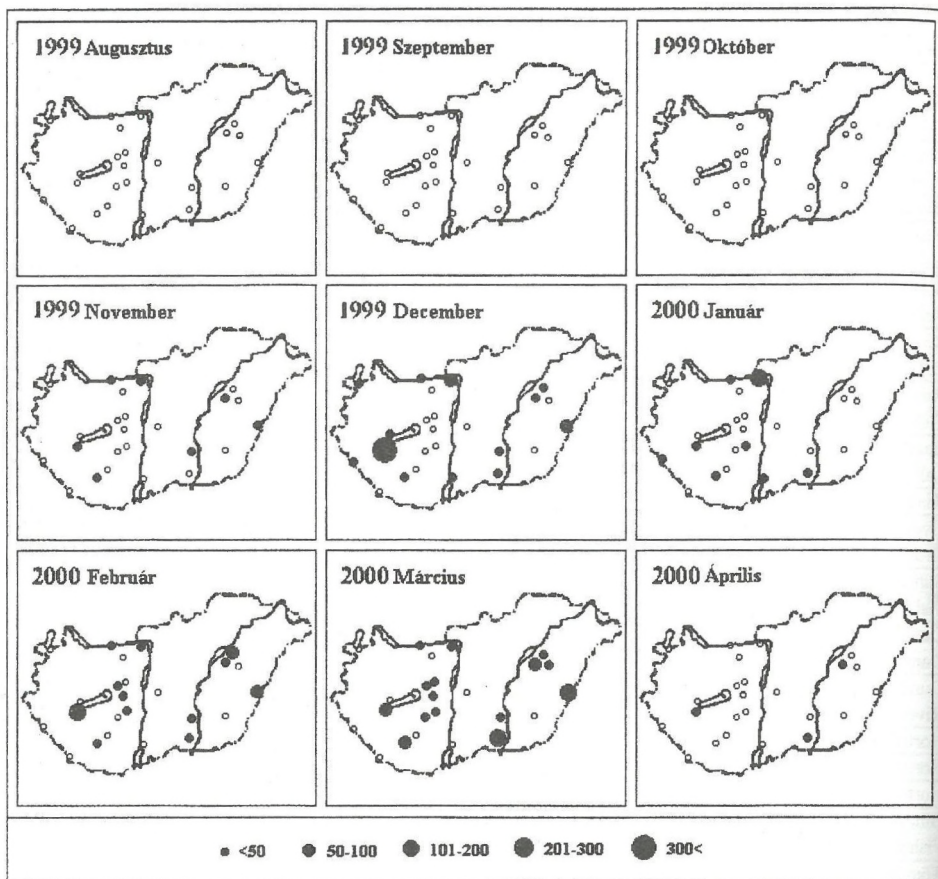 1999 Augusztus
1999 Szeptember
1999 Október
1999 November
1999 December
2000 Január
2000 Február
2000 Március
2000 Április
<50
50-100
101-200
201-300
300<